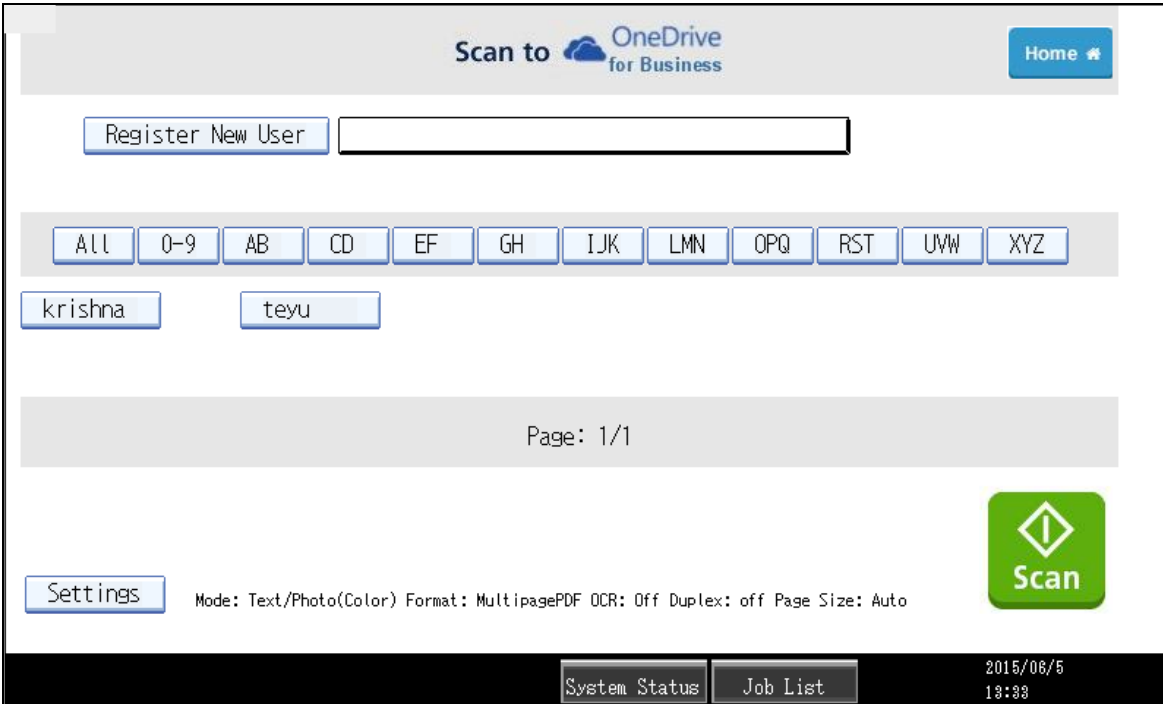 Scan to OneDrive for Business
Home
Register New User
All 0-9 AB CD EF GH IJK LMN OPQ RST UVW XYZ
krishna teyu
Page: 1/1
Scan
Settings Mode: Text/Photo(Color) Format: MultipagePDF OCR: Off Duplex: off Page Size: Auto
System Status Job List 2015/06/5
13:33